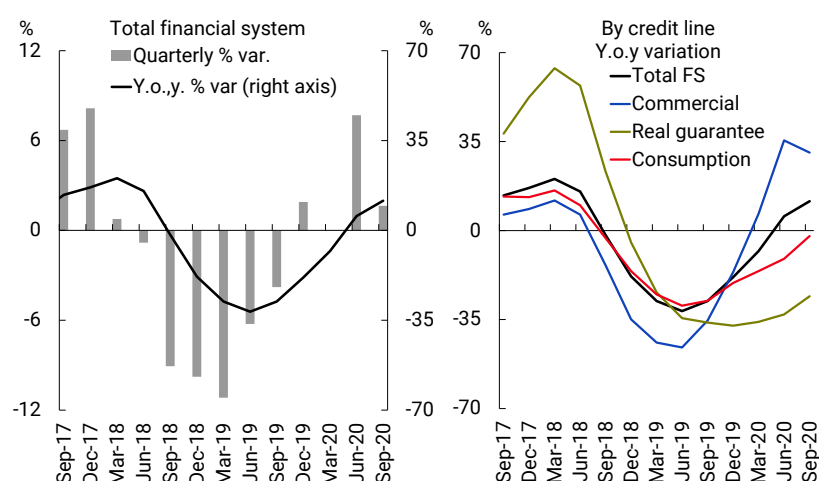 %
Total financial system
%
12
70
Quarterly % var.
Y.o.,y. % var (right axis)
6
35
0
0
-6
-35
-12
-70
Sep-17
Dec-17
Mar-18
Jun-18
Sep-18
Dec-18
Mar-19
Jun-19
Sep-19
Dec-19
Mar-20
Jun-20
Sep-20
%
By credit line
Y.o.y variation
70
Total FS
Commercial
Real guarantee
Consumption
35
0
-35
-70
Sep-17
Dec-17
Mar-18
Jun-18
Sep-18
Dec-18
Mar-19
Jun-19
Sep-19
Dec-19
Mar-20
Jun-20
Sep-20